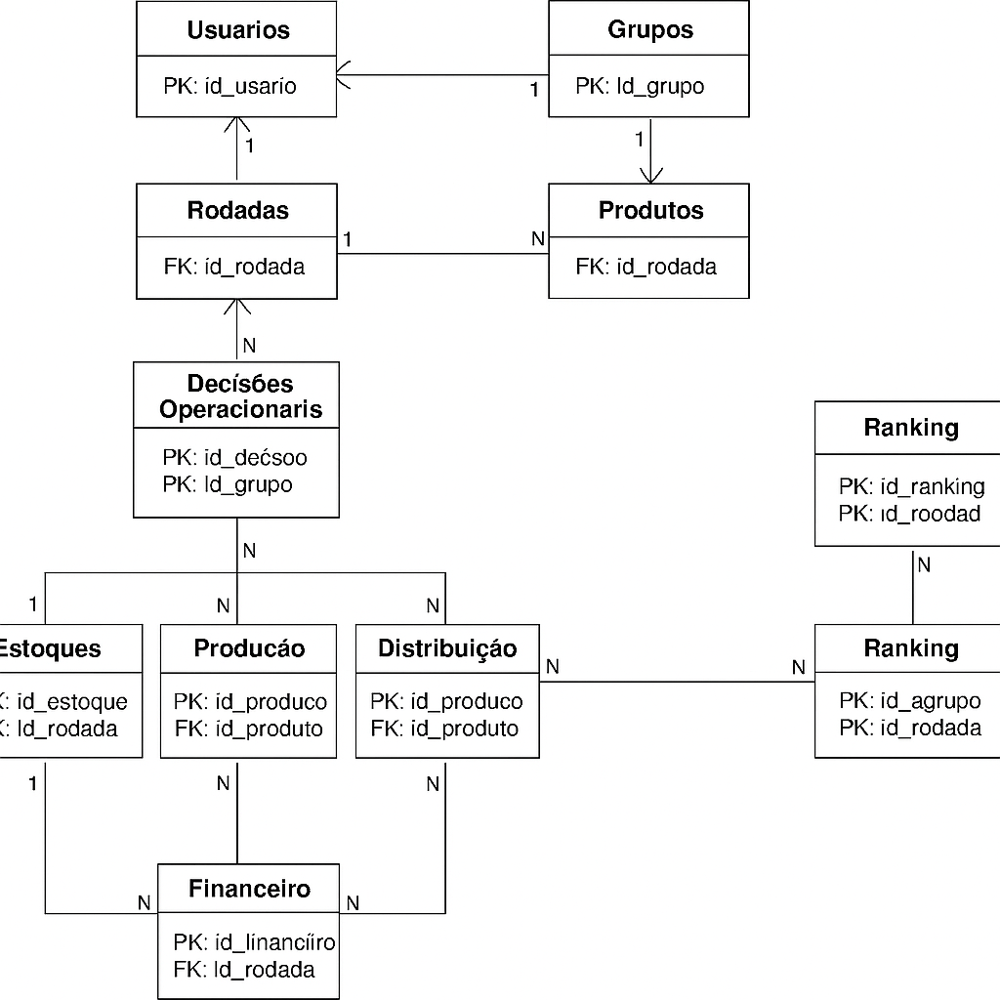 Usuarios
PK: id_usarío
Grupos
PK: Id_grupo
1
1
1
Rodadas
FK: id_rodada
1
N
Produtos
FK: id_rodada
N
Decísões
Operacionaris
PK: id_dećsoo
PK: Id_grupo
Ranking
PK: id_ranking
PK: ıd_roodad
N
N
1
N
N
Estoques
K: id_estoque
K: Id_rodada
Producáo
PK: id_produco
FK: id_produto
Distribuiçáo
PK: id_produco
FK: id_produto
N
N
Ranking
PK: id_agrupo
PK: id_rodada
1
N
N
N
N
Financeiro
PK: id_línancíiro
FK: Id_rodada